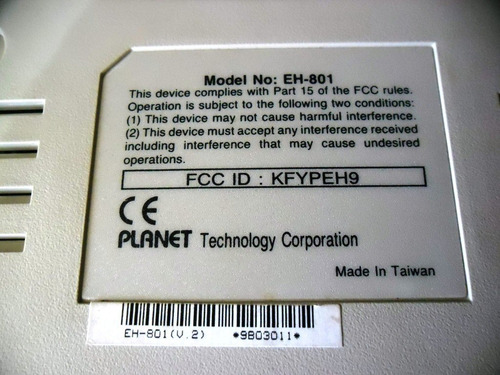 Model No: EH-801
This device complies with Part 15 of the FCC rules.
Operation is subject to the following two conditions:
(1) This device may not cause harmful interference.
(2) This device must accept any interference received
including interference that may cause undesired
operations.
FCC ID : KFYPEH9
CE
PLANET Technology Corporation
Made In Taiwan
EH-801(V.2) *9803011*